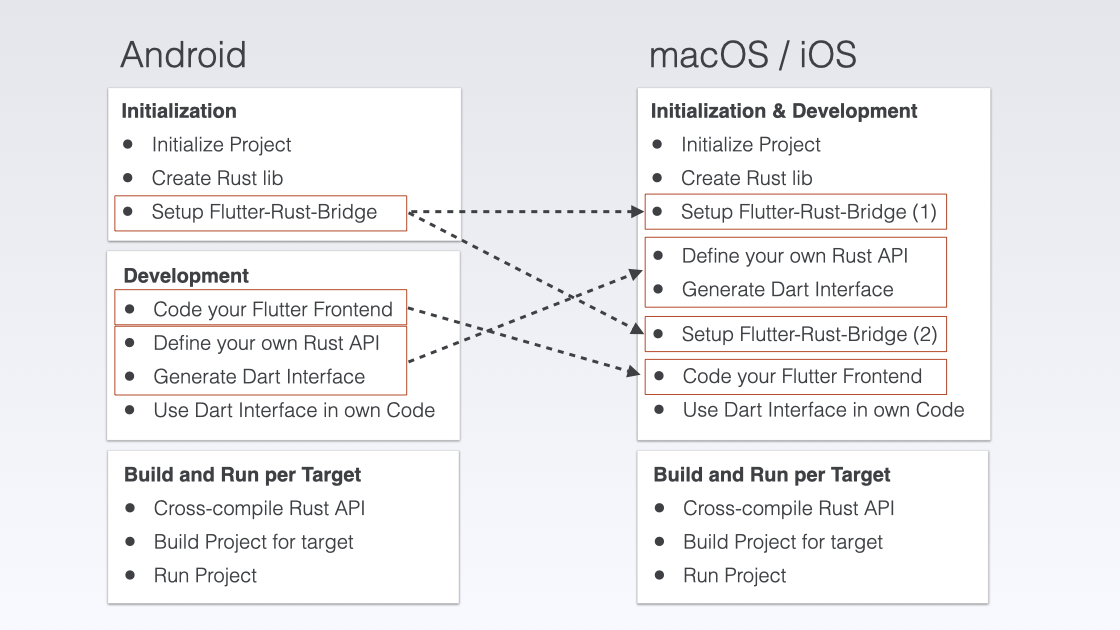 Android
Initialization
● Initialize Project
● Create Rust lib
● Setup Flutter-Rust-Bridge
Development
● Code your Flutter Frontend
● Define your own Rust API
● Generate Dart Interface
● Use Dart Interface in own Code
Build and Run per Target
● Cross-compile Rust API
● Build Project for target
● Run Project
macOS / iOS
Initialization & Development
● Initialize Project
● Create Rust lib
● Setup Flutter-Rust-Bridge (1)
● Define your own Rust API
● Generate Dart Interface
● Setup Flutter-Rust-Bridge (2)
● Code your Flutter Frontend
● Use Dart Interface in own Code
Build and Run per Target
● Cross-compile Rust API
● Build Project for target
● Run Project